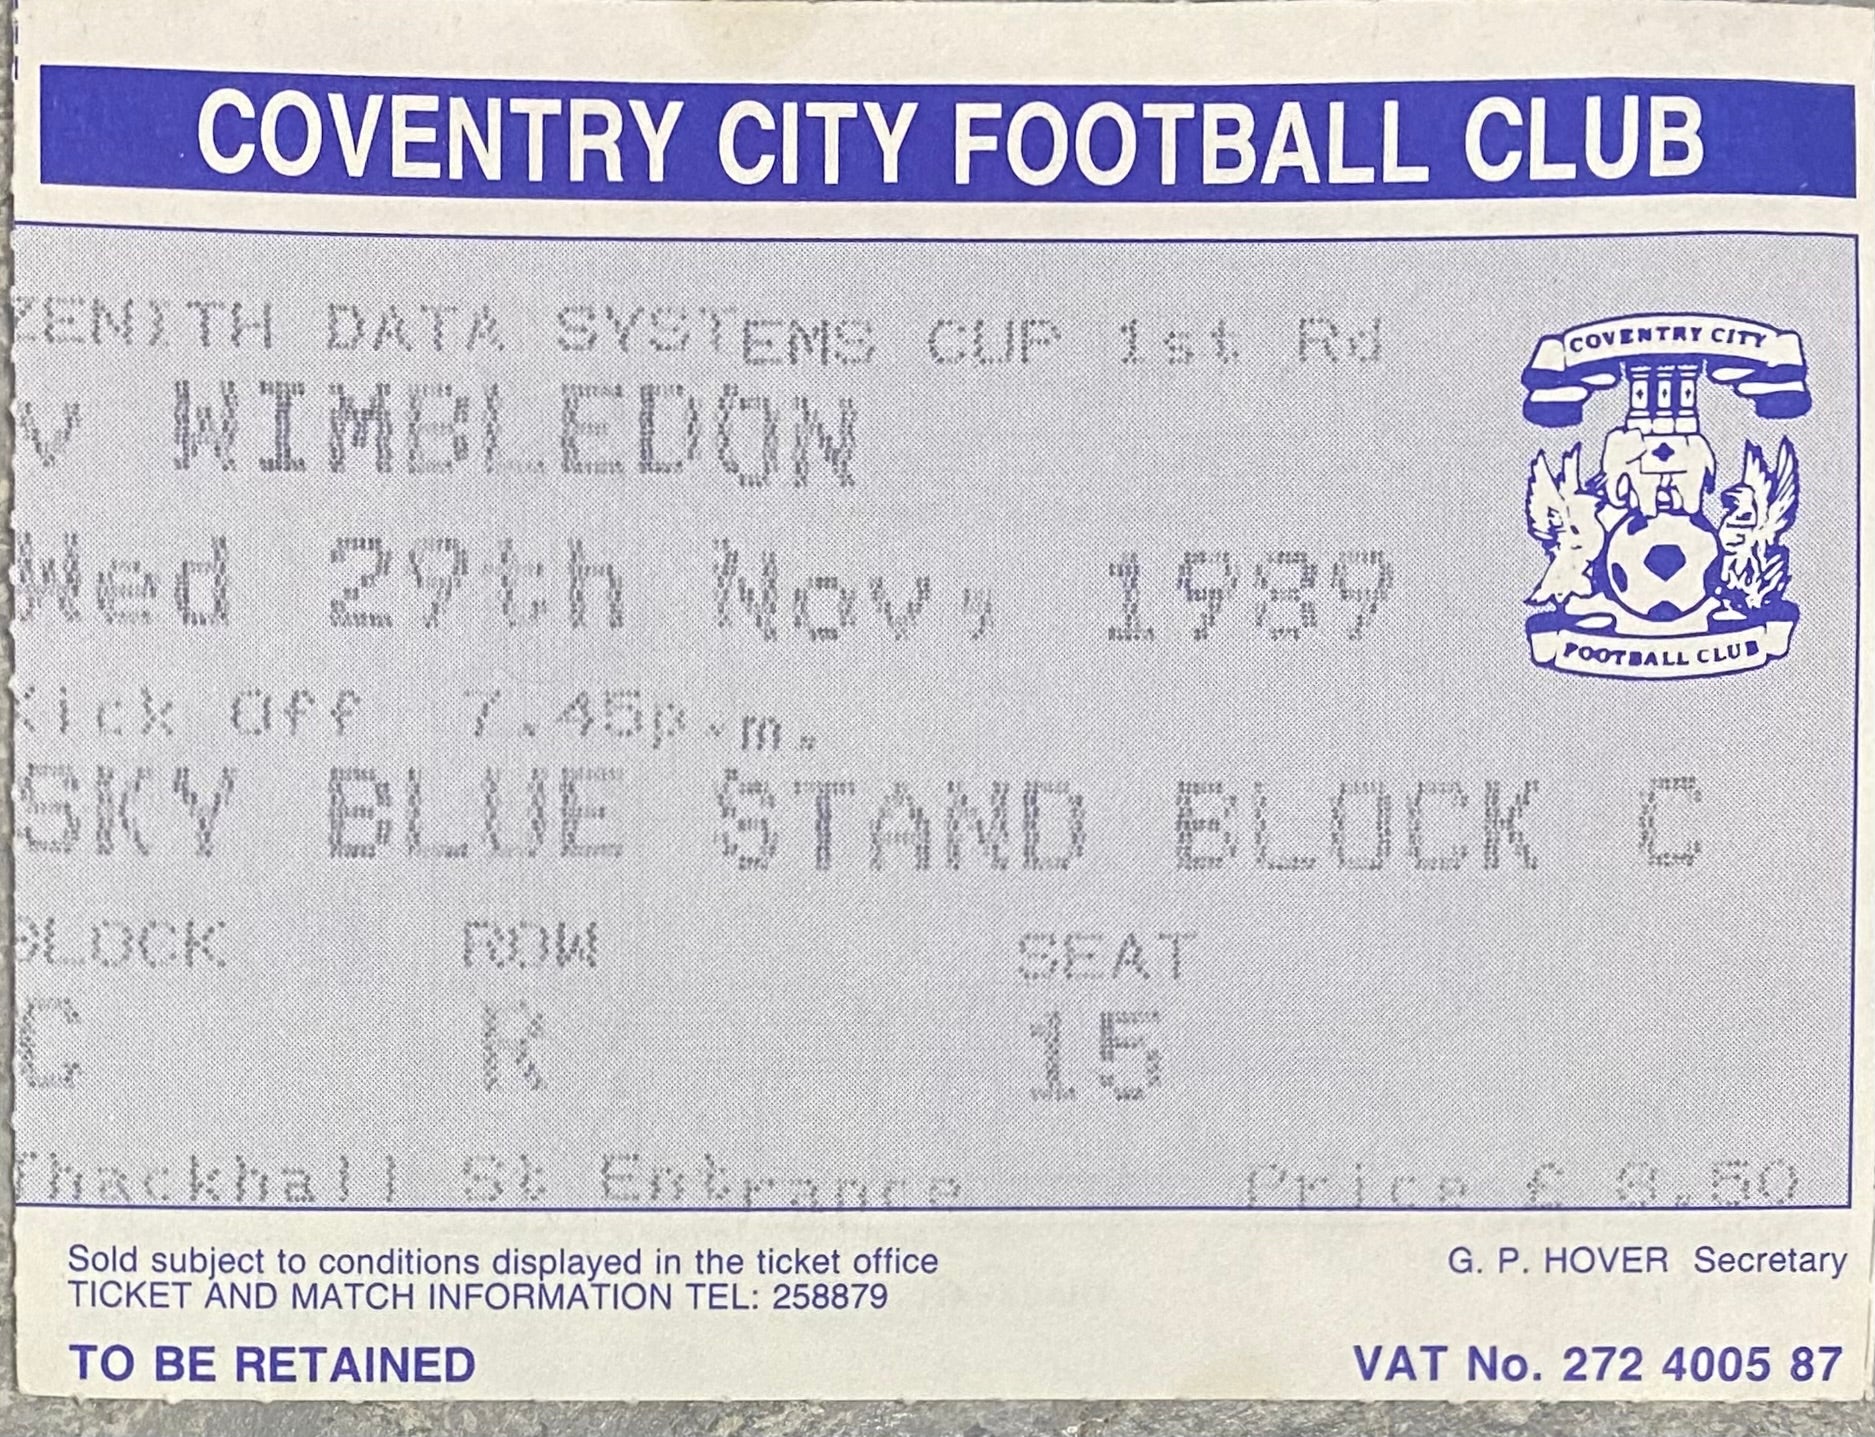 COVENTRY CITY FOOTBALL CLUB
ZENITH DATA SYSTEMS CUP 1st Rd
v WIMBLEDON
Wed 29th Nov, 1989
Kick Off 7.45p.m.
SKY BLUE STAND BLOCK C
BLOCK ROW SEAT
C R 15
Thackhall St Entrance Price £ 8.50
COVENTRY CITY
FOOTBALL CLUB
Sold subject to conditions displayed in the ticket office
TICKET AND MATCH INFORMATION TEL: 258879
G. P. HOVER Secretary
TO BE RETAINED
VAT No. 272 4005 87